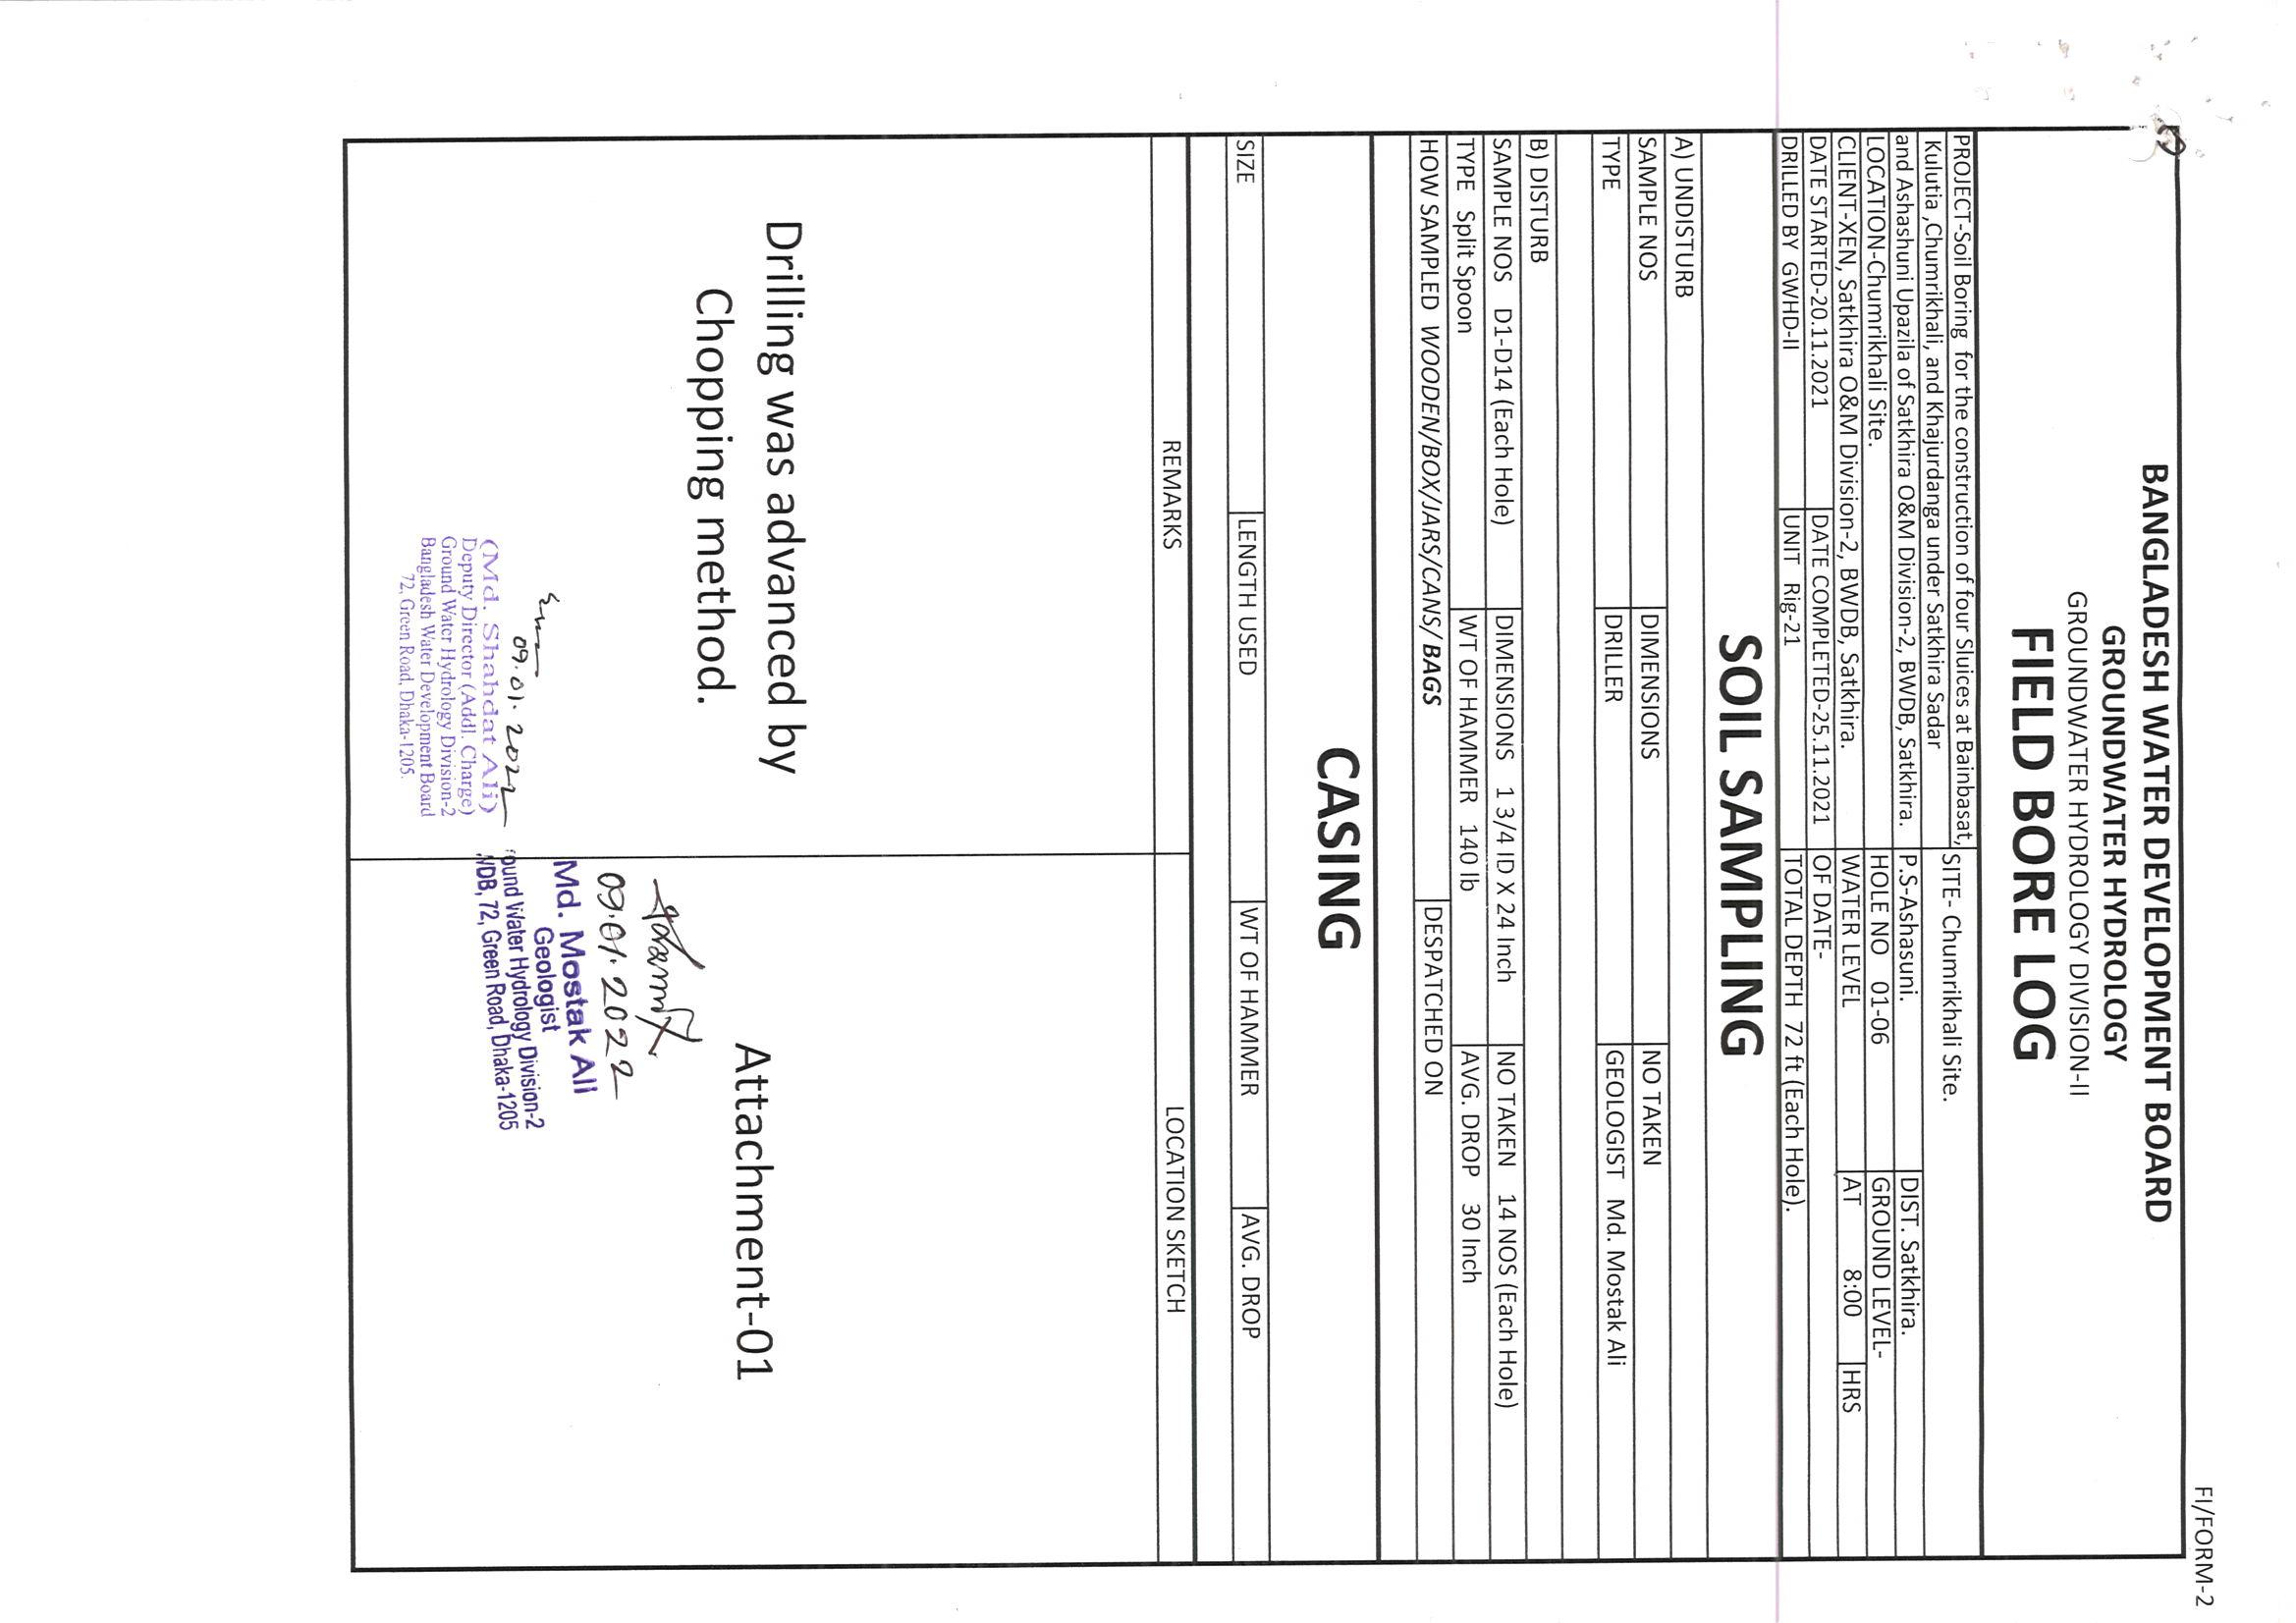 FI/FORM-2
BANGLADESH WATER DEVELOPMENT BOARD
GROUNDWATER HYDROLOGY
GROUNDWATER HYDROLOGY DIVISION-II
FIELD BORE LOG
PROJECT-Soil Boring for the construction of four Sluices at Bainbasat,
Kulutia ,Chumrikhali, and Khajurdanga under Satkhira Sadar
SITE- Chumrikhali Site.
and Ashashuni Upazila of Satkhira O&M Division-2, BWDB, Satkhira. P.S-Ashasuni. DIST. Satkhira.
LOCATION-Chumrikhali Site. HOLE NO 01-06 GROUND LEVEL-
CLIENT-XEN, Satkhira O&M Division-2, BWDB, Satkhira. WATER LEVEL AT 8:00 HRS
DATE STARTED-20.11.2021 DATE COMPLETED-25.11.2021 OF DATE-
DRILLED BY GWHD-II UNIT Rig-21 TOTAL DEPTH 72 ft (Each Hole).
SOIL SAMPLING
A) UNDISTURB
SAMPLE NOS DIMENSIONS NO TAKEN
TYPE DRILLER GEOLOGIST Md. Mostak Ali
B) DISTURB
SAMPLE NOS D1-D14 (Each Hole) DIMENSIONS 1 3/4 ID X 24 Inch NO TAKEN 14 NOS (Each Hole)
TYPE Split Spoon WT OF HAMMER 140 lb AVG. DROP 30 Inch
HOW SAMPLED WOODEN/BOX/JARS/CANS/ BAGS DESPATCHED ON
CASING
SIZE LENGTH USED WT OF HAMMER AVG. DROP
REMARKS LOCATION SKETCH
Drilling was advanced by
Chopping method.
Attachment-01
09.01.2022
Md. Mostak Ali
Geologist
ound Water Hydrology Division-2
DB, 72, Green Road, Dhaka-1205
09.01.2022
(Md. Shahdat Ali)
Deputy Director (Addl. Charge)
Ground Water Hydrology Division-2
Bangladesh Water Development Board
72, Green Road, Dhaka-1205.